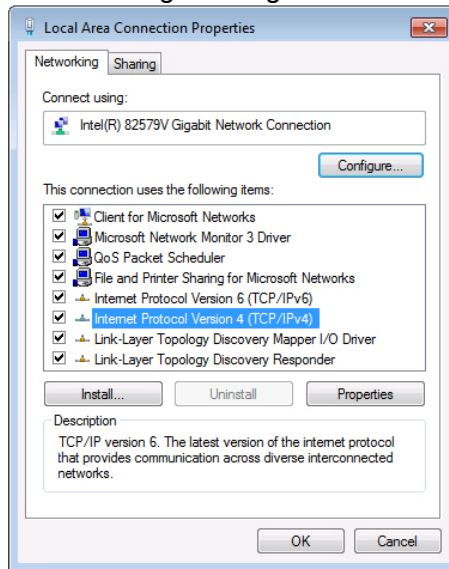 Local Area Connection Properties
Networking
Sharing
Connect using:
Intel(R) 82579V Gigabit Network Connection
Configure...
This connection uses the following items:
Client for Microsoft Networks
Microsoft Network Monitor 3 Driver
QoS Packet Scheduler
File and Printer Sharing for Microsoft Networks
Internet Protocol Version 6 (TCP/IPv6)
Internet Protocol Version 4 (TCP/IPv4)
Link-Layer Topology Discovery Mapper I/O Driver
Link-Layer Topology Discovery Responder
Install...
Uninstall
Properties
Description
TCP/IP version 6. The latest version of the internet protocol
that provides communication across diverse interconnected
networks.
OK
Cancel